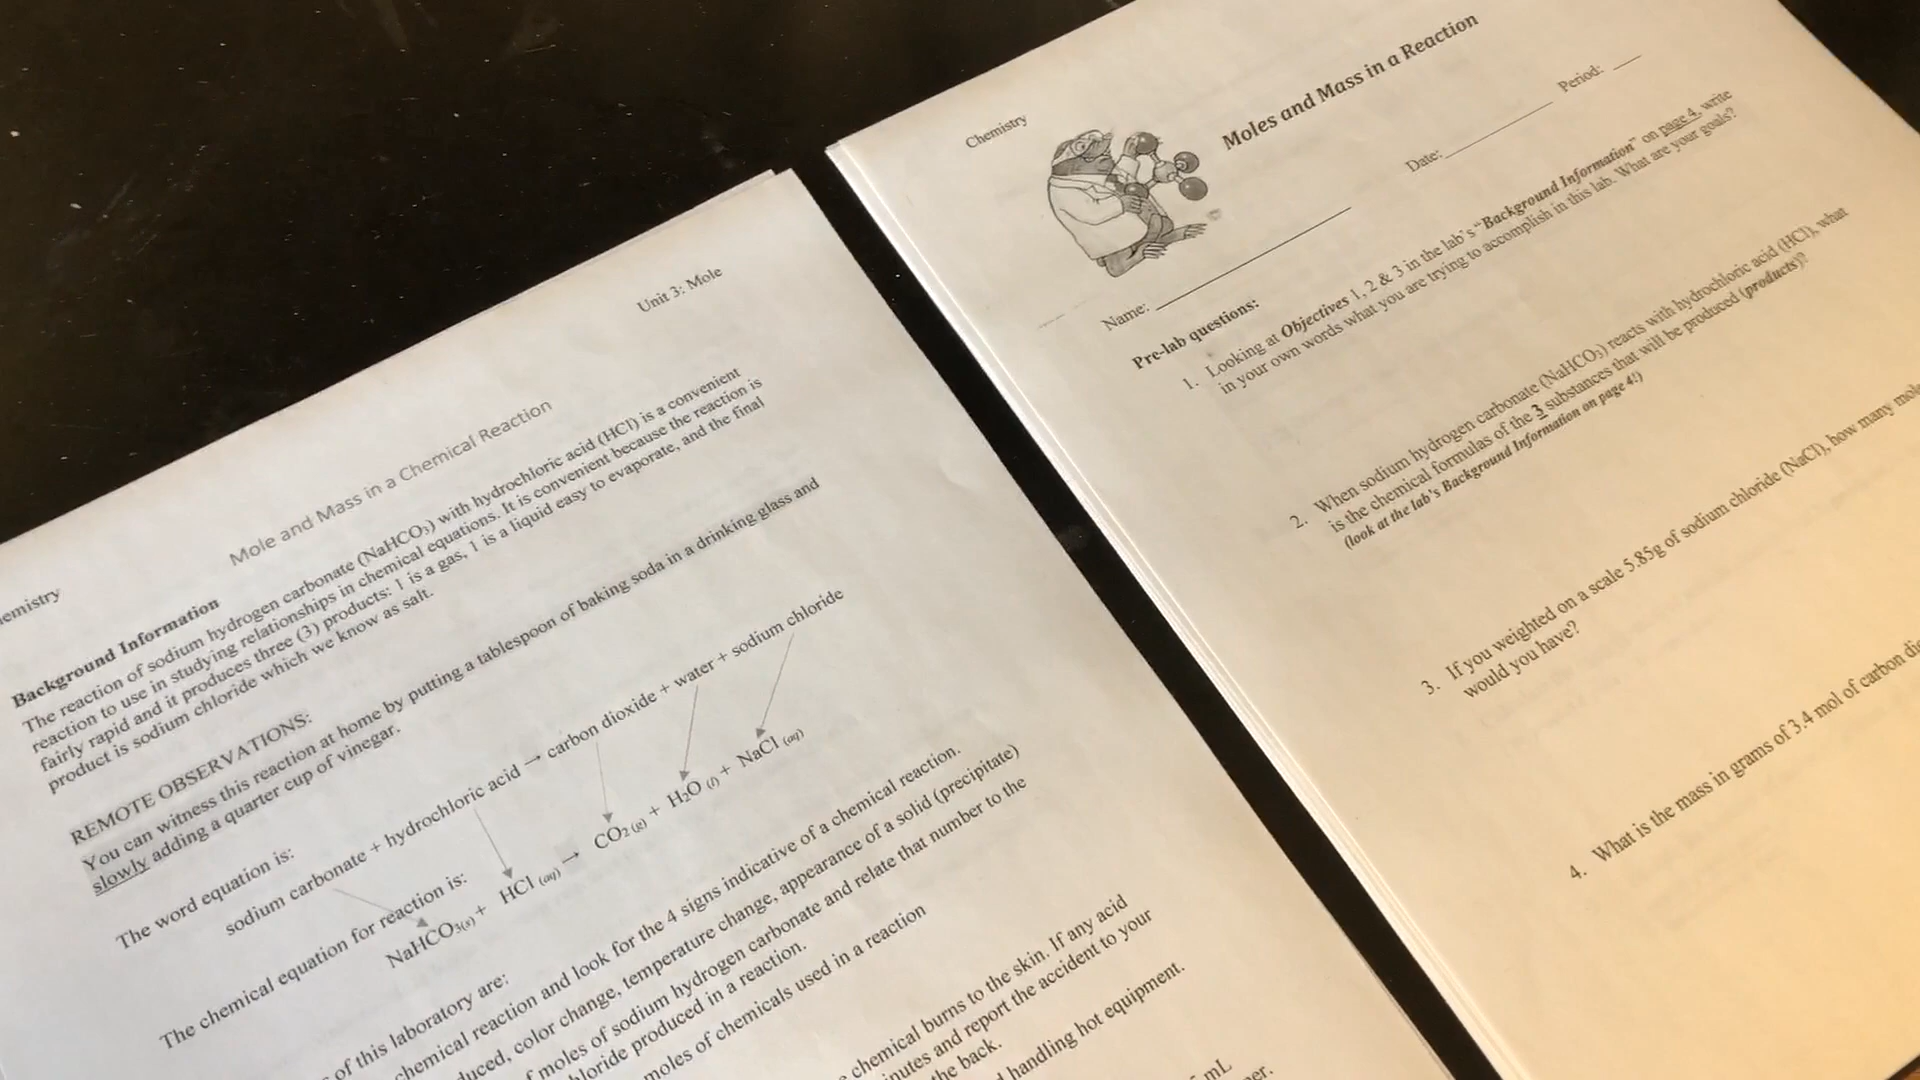 emistry
Unit 3: Mole
Mole and Mass in a Chemical Reaction
Background Information
The reaction of sodium hydrogen carbonate (NaHCO₃) with hydrochloric acid (HCl) is a convenient
reaction to use in studying relationships in chemical equations. It is convenient because the reaction is
fairly rapid and it produces three (3) products: 1 is a gas, 1 is a liquid easy to evaporate, and the final
product is sodium chloride which we know as salt.
REMOTE OBSERVATIONS:
You can witness this reaction at home by putting a tablespoon of baking soda in a drinking glass and
slowly adding a quarter cup of vinegar.
The word equation is:
sodium carbonate + hydrochloric acid → carbon dioxide + water + sodium chloride
The chemical equation for reaction is:
NaHCO₃(s) + HCl (aq) → CO₂ (g) + H₂O (l) + NaCl (aq)
of this laboratory are:
chemical reaction and look for the 4 signs indicative of a chemical reaction.
duced, color change, temperature change, appearance of a solid (precipitate)
moles of sodium hydrogen carbonate and relate that number to the
hloride produced in a reaction.
moles of chemicals used in a reaction
chemical burns to the skin. If any acid
inutes and report the accident to your
the back.
handling hot equipment.
mL
Chemistry
Moles and Mass in a Reaction
Name: Date: Period:
Pre-lab questions:
1. Looking at Objectives 1, 2 & 3 in the lab's "Background Information" on page 4, write
in your own words what you are trying to accomplish in this lab. What are your goals?
2. When sodium hydrogen carbonate (NaHCO₃) reacts with hydrochloric acid (HCl), what
is the chemical formulas of the 3 substances that will be produced (products)?
(look at the lab's Background Information on page 4!)
3. If you weighted on a scale 5.85g of sodium chloride (NaCl), how many mole
would you have?
4. What is the mass in grams of 3.4 mol of carbon di